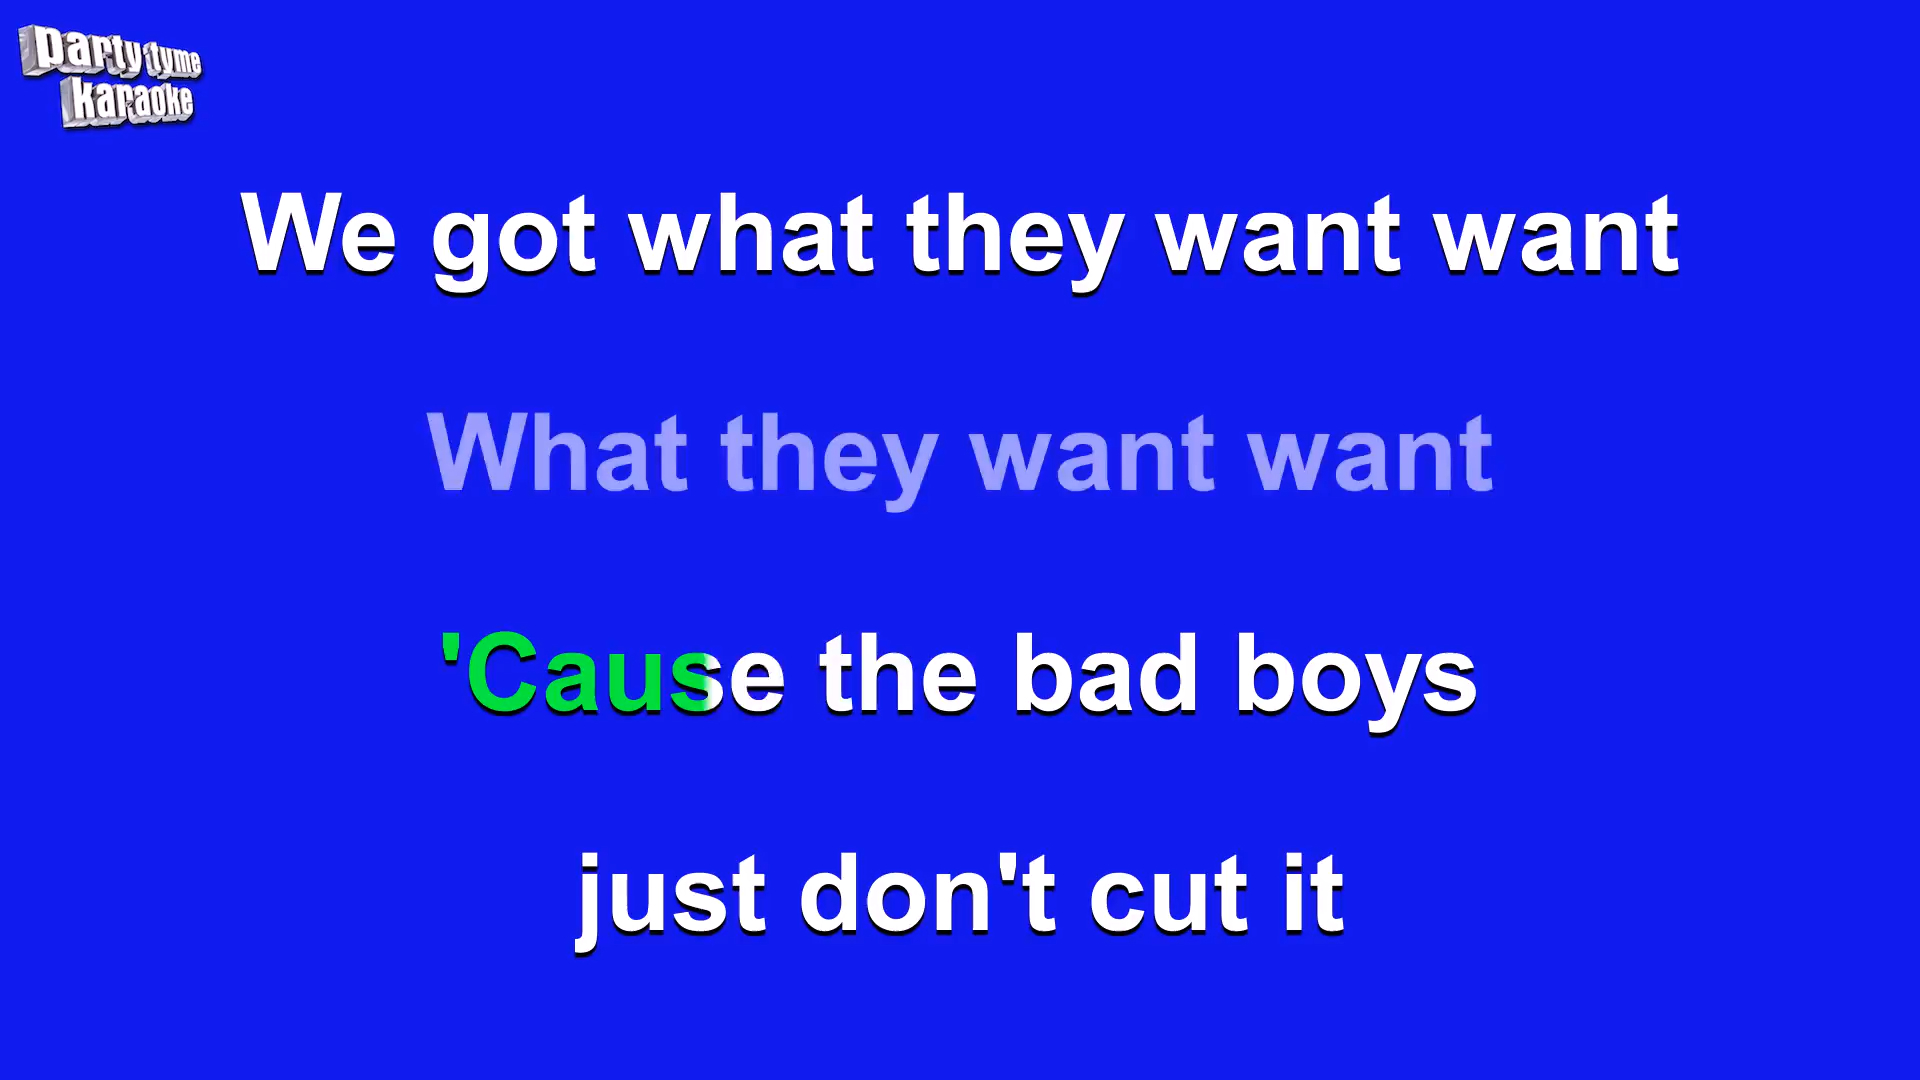 party tyme
karaoke
We got what they want want
What they want want
'Cause the bad boys
just don't cut it